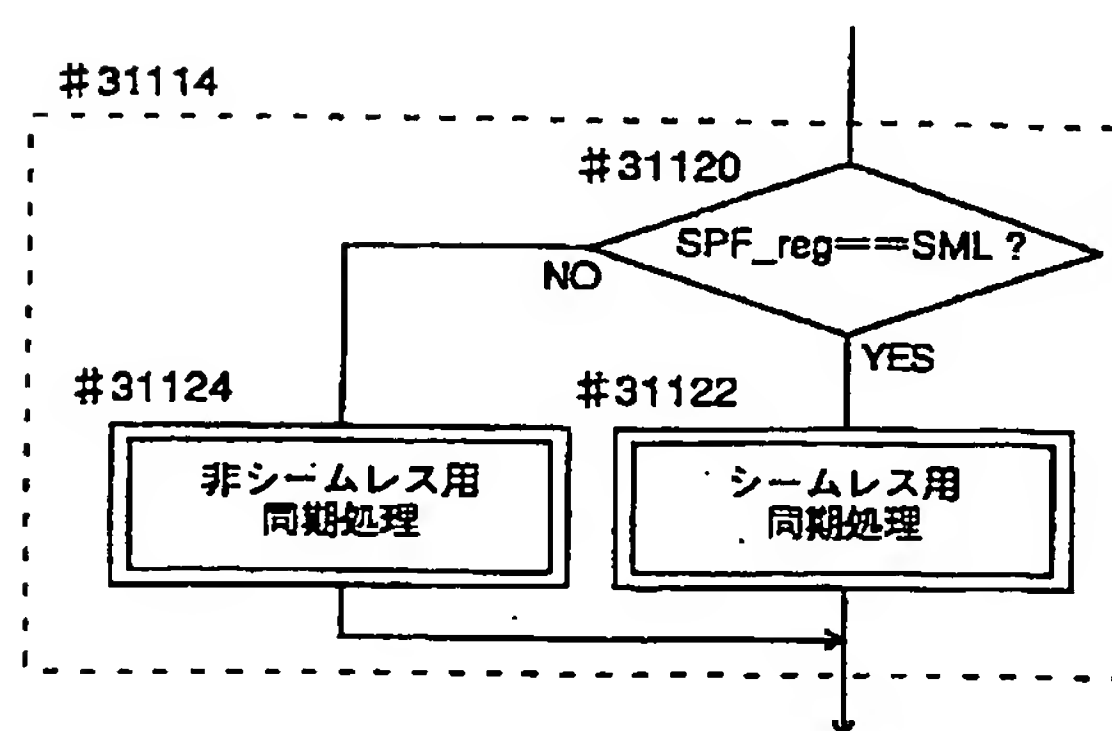 #31114
#31120
SPF_reg==SML ?
NO
YES
#31124
#31122
非シームレス用
同期処理
シームレス用
同期処理